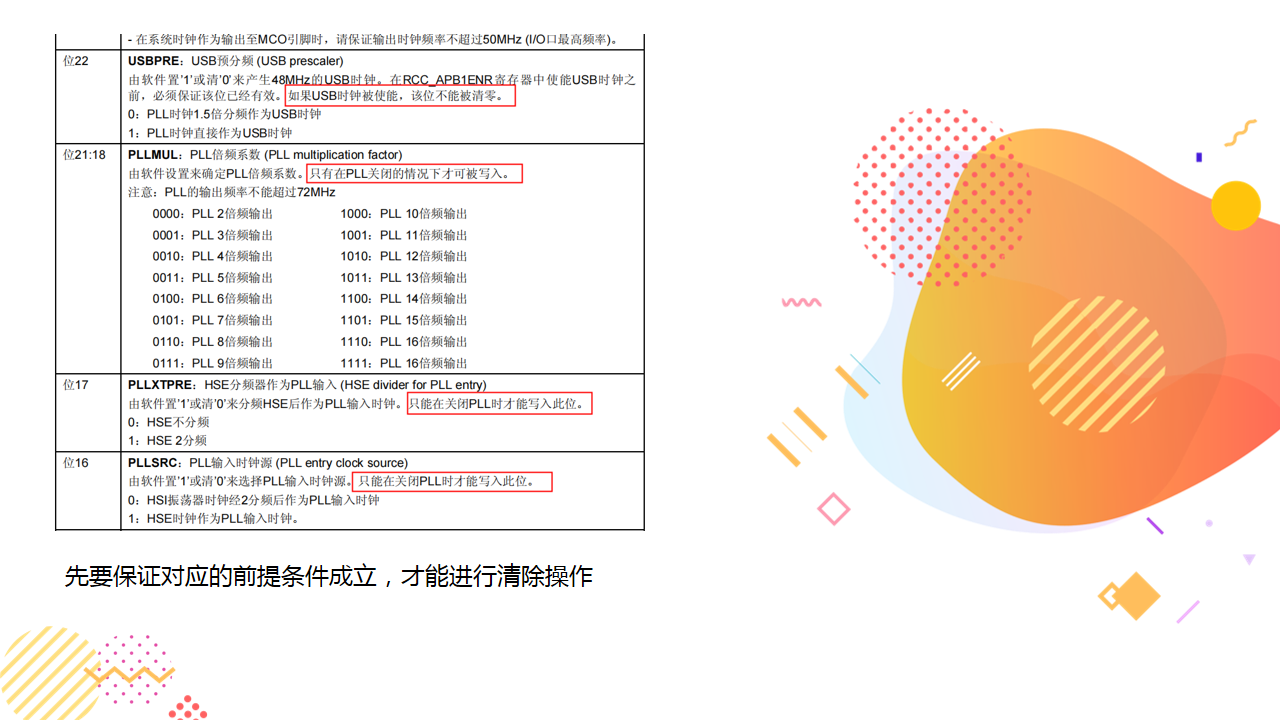 - 在系统时钟作为输出至MCO引脚时，请保证输出时钟频率不超过50MHz (I/O口最高频率)。
位22
USBPRE：USB预分频 (USB prescaler)
由软件置'1'或清'0'来产生48MHz的USB时钟。在RCC_APB1ENR寄存器中使能USB时钟之
前，必须保证该位已经有效。如果USB时钟被使能，该位不能被清零。
0：PLL时钟1.5倍分频作为USB时钟
1：PLL时钟直接作为USB时钟
位21:18
PLLMUL：PLL倍频系数 (PLL multiplication factor)
由软件设置来确定PLL倍频系数。只有在PLL关闭的情况下才可被写入。
注意：PLL的输出频率不能超过72MHz
0000：PLL 2倍频输出 1000：PLL 10倍频输出
0001：PLL 3倍频输出 1001：PLL 11倍频输出
0010：PLL 4倍频输出 1010：PLL 12倍频输出
0011：PLL 5倍频输出 1011：PLL 13倍频输出
0100：PLL 6倍频输出 1100：PLL 14倍频输出
0101：PLL 7倍频输出 1101：PLL 15倍频输出
0110：PLL 8倍频输出 1110：PLL 16倍频输出
0111：PLL 9倍频输出 1111：PLL 16倍频输出
位17
PLLXTPRE：HSE分频器作为PLL输入 (HSE divider for PLL entry)
由软件置'1'或清'0'来分频HSE后作为PLL输入时钟。只能在关闭PLL时才能写入此位。
0：HSE不分频
1：HSE 2分频
位16
PLLSRC：PLL输入时钟源 (PLL entry clock source)
由软件置'1'或清'0'来选择PLL输入时钟源。只能在关闭PLL时才能写入此位。
0：HSI振荡器时钟经2分频后作为PLL输入时钟
1：HSE时钟作为PLL输入时钟。
先要保证对应的前提条件成立，才能进行清除操作